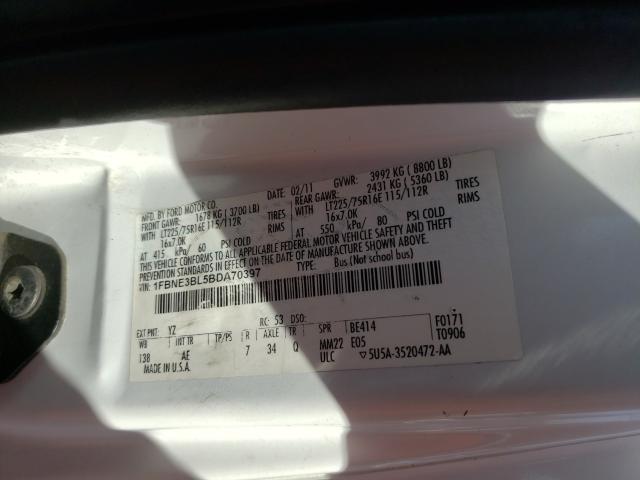 MFD. BY FORD MOTOR CO.
DATE: 02/11 GVWR: 3992 KG ( 8800 LB)
FRONT GAWR: 1678 KG ( 3700 LB) REAR GAWR: 2431 KG ( 5360 LB)
WITH LT225/75R16E 115/112R TIRES WITH LT225/75R16E 115/112R TIRES
16x7.0K RIMS 16x7.0K RIMS
AT 415 kPa/ 60 PSI COLD AT 550 kPa/ 80 PSI COLD
THIS VEHICLE CONFORMS TO ALL APPLICABLE FEDERAL MOTOR VEHICLE SAFETY AND THEFT
PREVENTION STANDARDS IN EFFECT ON THE DATE OF MANUFACTURE SHOWN ABOVE.
VIN: 1FBNE3BL5BDA70397 TYPE: Bus (Not school bus)
EXT PNT: YZ RC: 53 DSO:
WB INT TR TP/PS R AXLE TR SPR BE414 F0171
138 AE 7 34 Q MM22 E05 T0906
MADE IN U.S.A. ULC ▽5U5A-3520472-AA